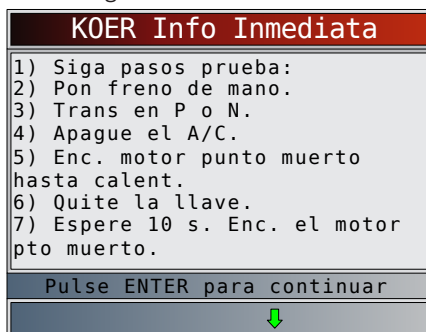 KOER Info Inmediata
1) Siga pasos prueba:
2) Pon freno de mano.
3) Trans en P o N.
4) Apague el A/C.
5) Enc. motor punto muerto
hasta calent.
6) Quite la llave.
7) Espere 10 s. Enc. el motor
pto muerto.
Pulse ENTER para continuar